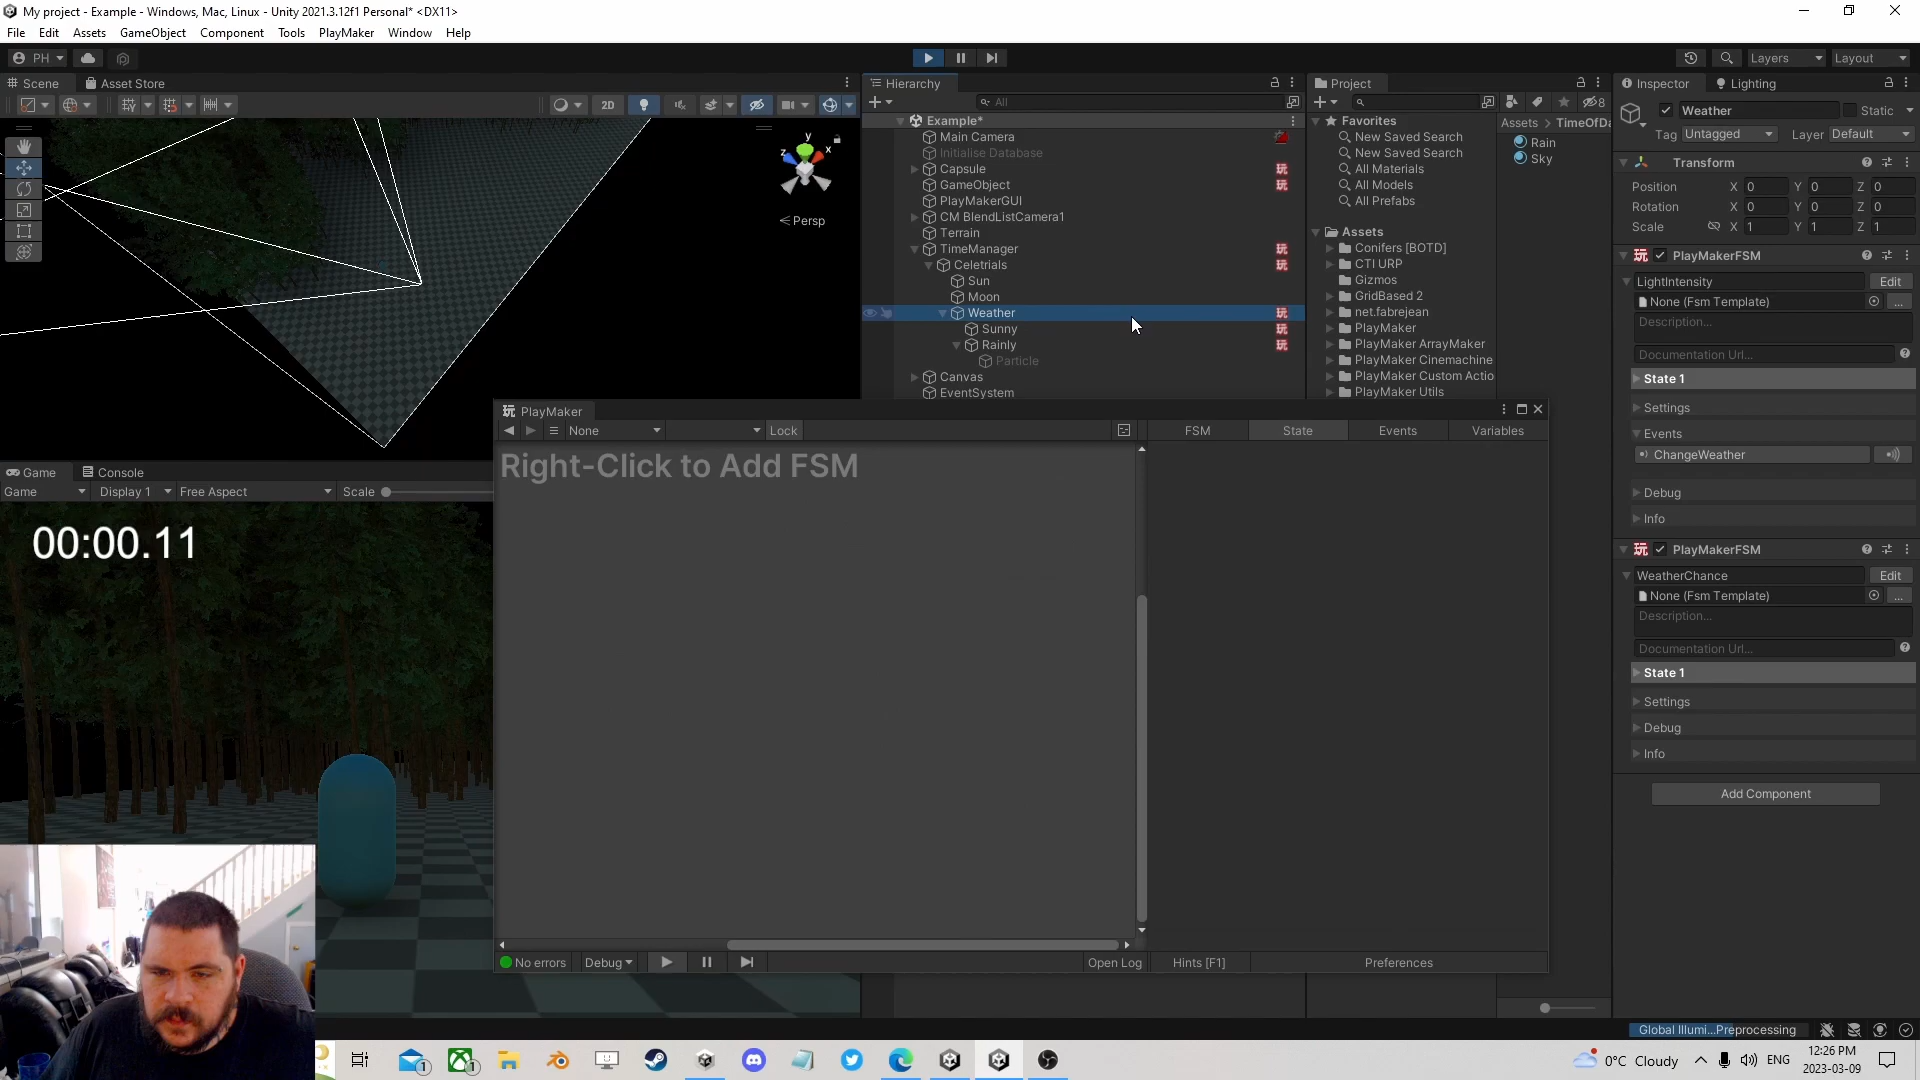 My project - Example - Windows, Mac, Linux - Unity 2021.3.12f1 Personal* <DX11>
File Edit Assets GameObject Component Tools PlayMaker Window Help
PH
Layers
Layout
Scene
Asset Store
2D
y
x
z
Persp
Hierarchy
All
Example*
Main Camera
Initialise Database
Capsule
GameObject
PlayMakerGUI
CM BlendListCamera1
Terrain
TimeManager
Celetrials
Sun
Moon
Weather
Sunny
Rainly
Particle
Canvas
EventSystem
Project
8
Favorites
New Saved Search
New Saved Search
All Materials
All Models
All Prefabs
Assets
Conifers [BOTD]
CTI URP
Gizmos
GridBased 2
net.fabrejean
PlayMaker
PlayMaker ArrayMaker
PlayMaker Cinemachine
PlayMaker Custom Actio
PlayMaker Utils
Assets > TimeOfDa
Rain
Sky
Inspector
Lighting
Weather
Static
Tag Untagged
Layer Default
Transform
Position X 0 Y 0 Z 0
Rotation X 0 Y 0 Z 0
Scale X 1 Y 1 Z 1
PlayMakerFSM
LightIntensity
Edit
None (Fsm Template)
...
Description...
Documentation Url...
State 1
Settings
Events
ChangeWeather
Debug
Info
PlayMakerFSM
WeatherChance
Edit
None (Fsm Template)
...
Description...
Documentation Url...
State 1
Settings
Debug
Info
Add Component
PlayMaker
None
Lock
FSM
State
Events
Variables
Right-Click to Add FSM
No errors
Debug
Open Log
Hints [F1]
Preferences
Game
Console
Game
Display 1
Free Aspect
Scale
00:00.11
Global Illumi...Preprocessing
1
1
0°C Cloudy
ENG
12:26 PM
2023-03-09